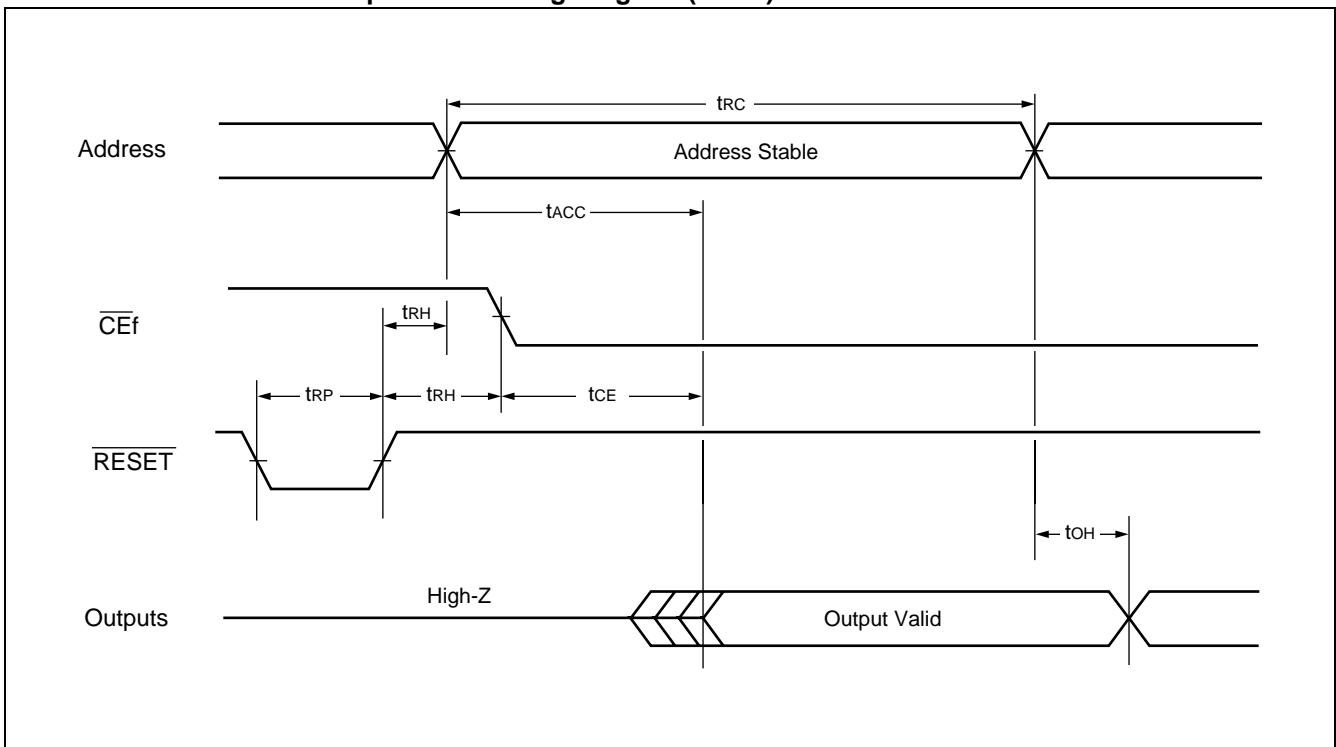 tRC
Address
Address Stable
tACC
CEf
tRH
tRP
tRH
tCE
RESET
tOH
High-Z
Outputs
Output Valid